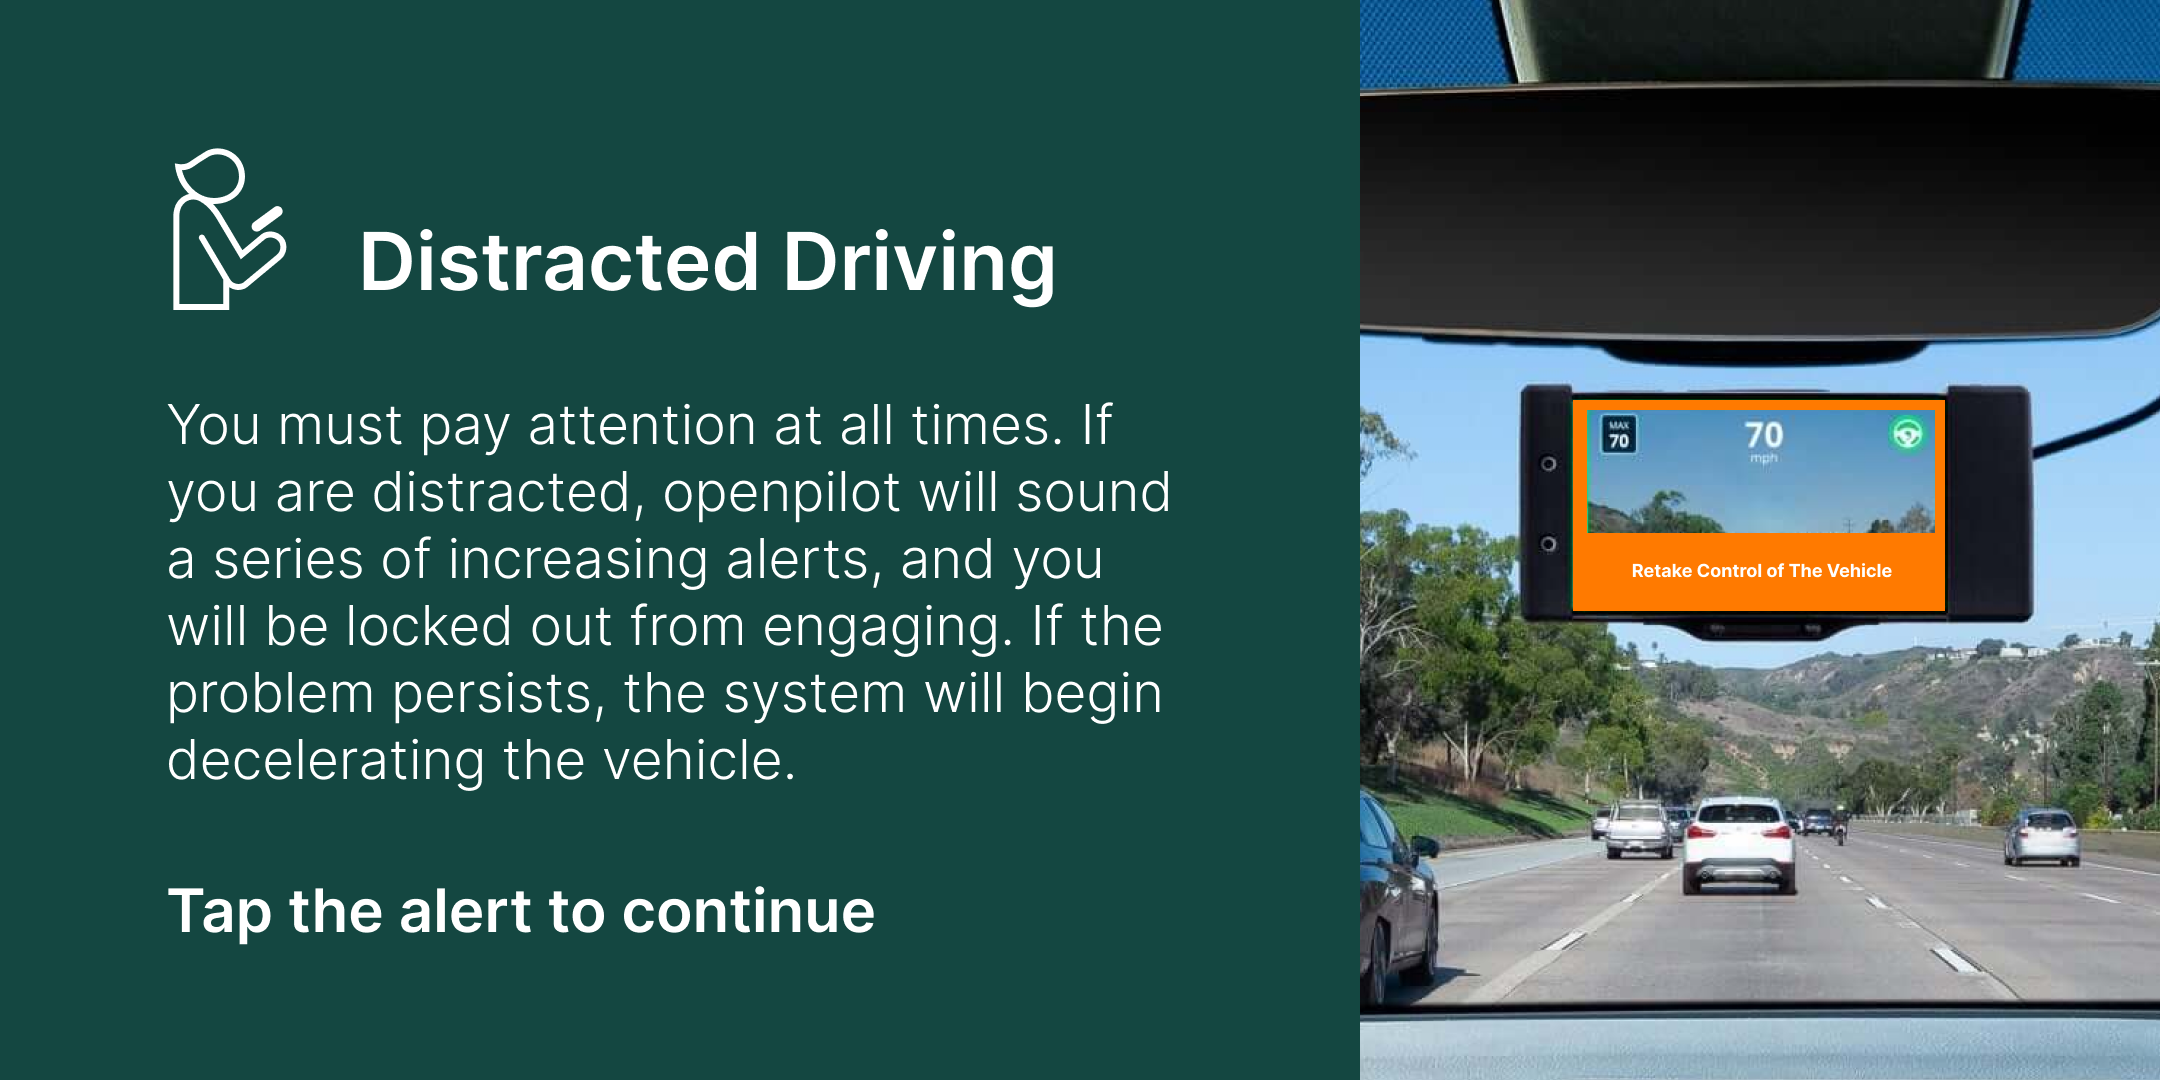 Distracted Driving
You must pay attention at all times. If
you are distracted, openpilot will sound
a series of increasing alerts, and you
will be locked out from engaging. If the
problem persists, the system will begin
decelerating the vehicle.
Tap the alert to continue
MAX
70
70
mph
Retake Control of The Vehicle